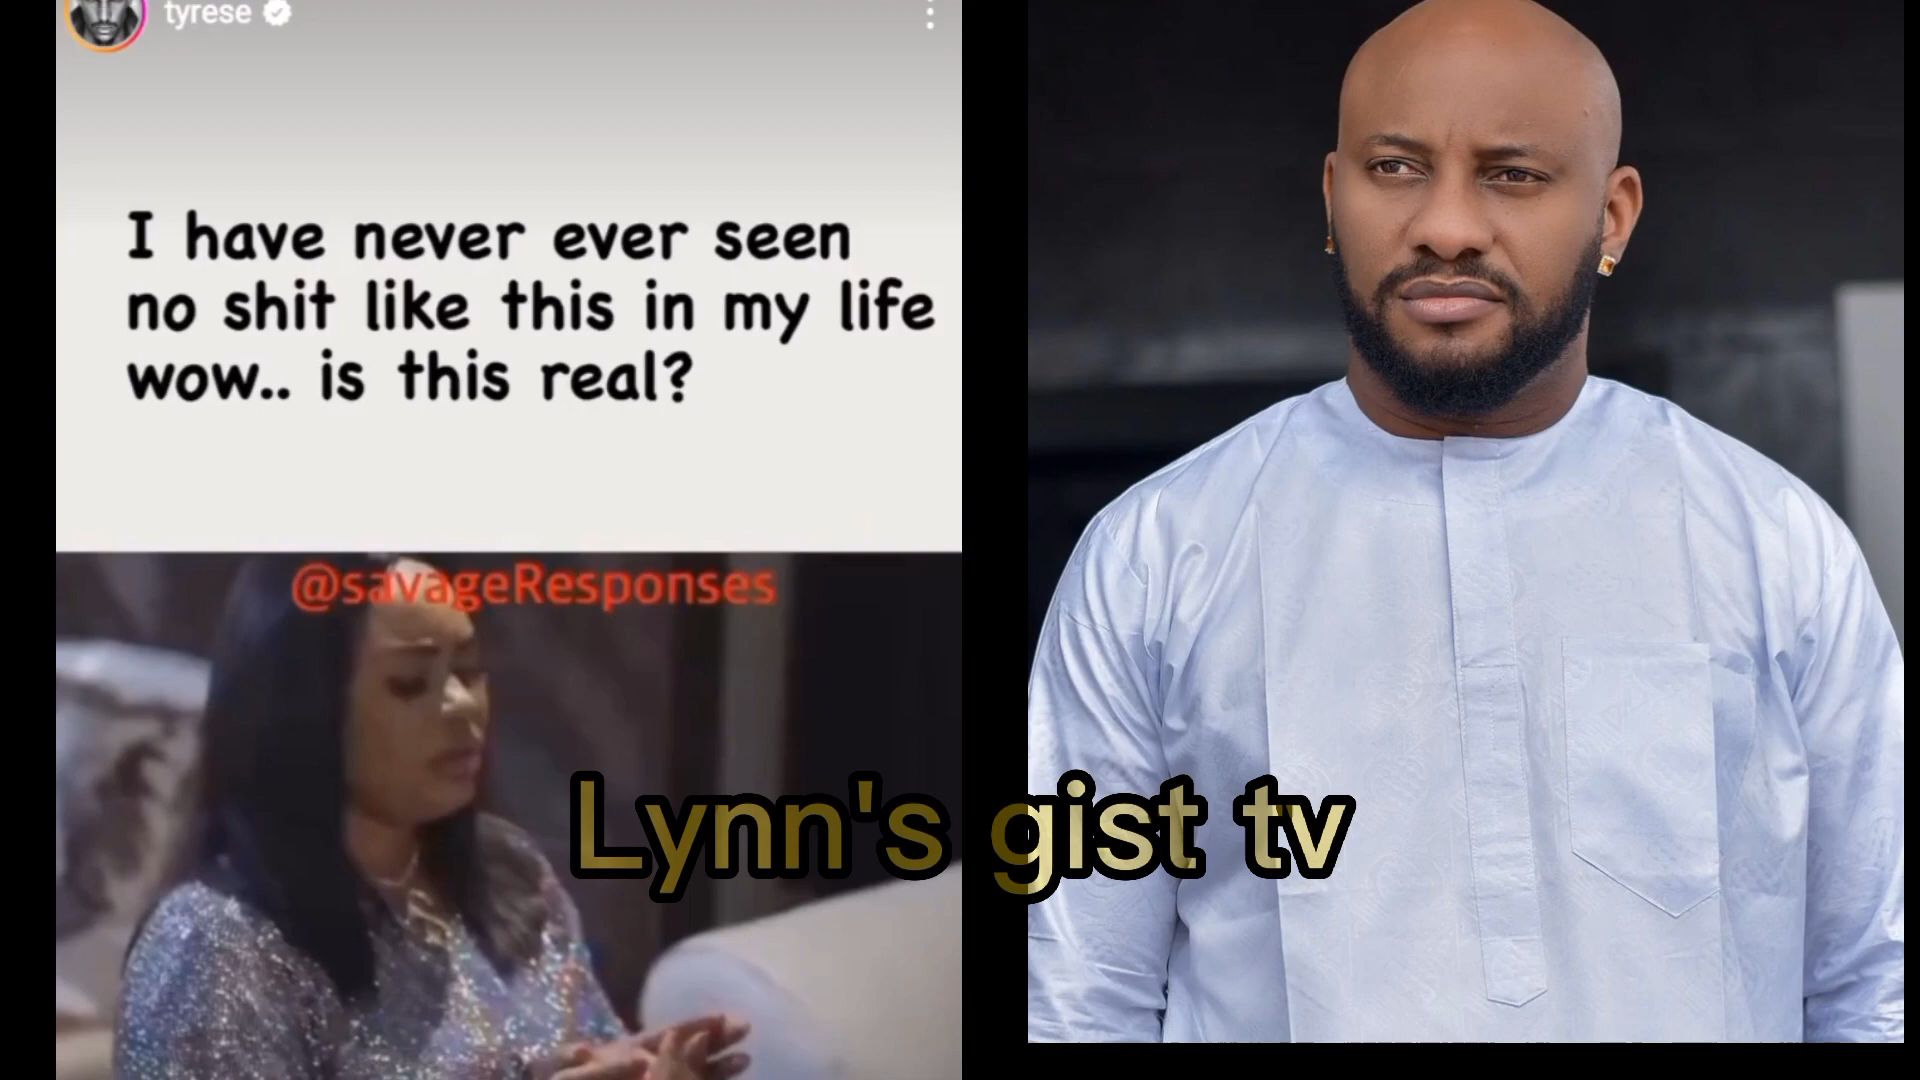 tyrese
I have never ever seen
no shit like this in my life
wow.. is this real?
@savageResponses
Lynn's gist tv